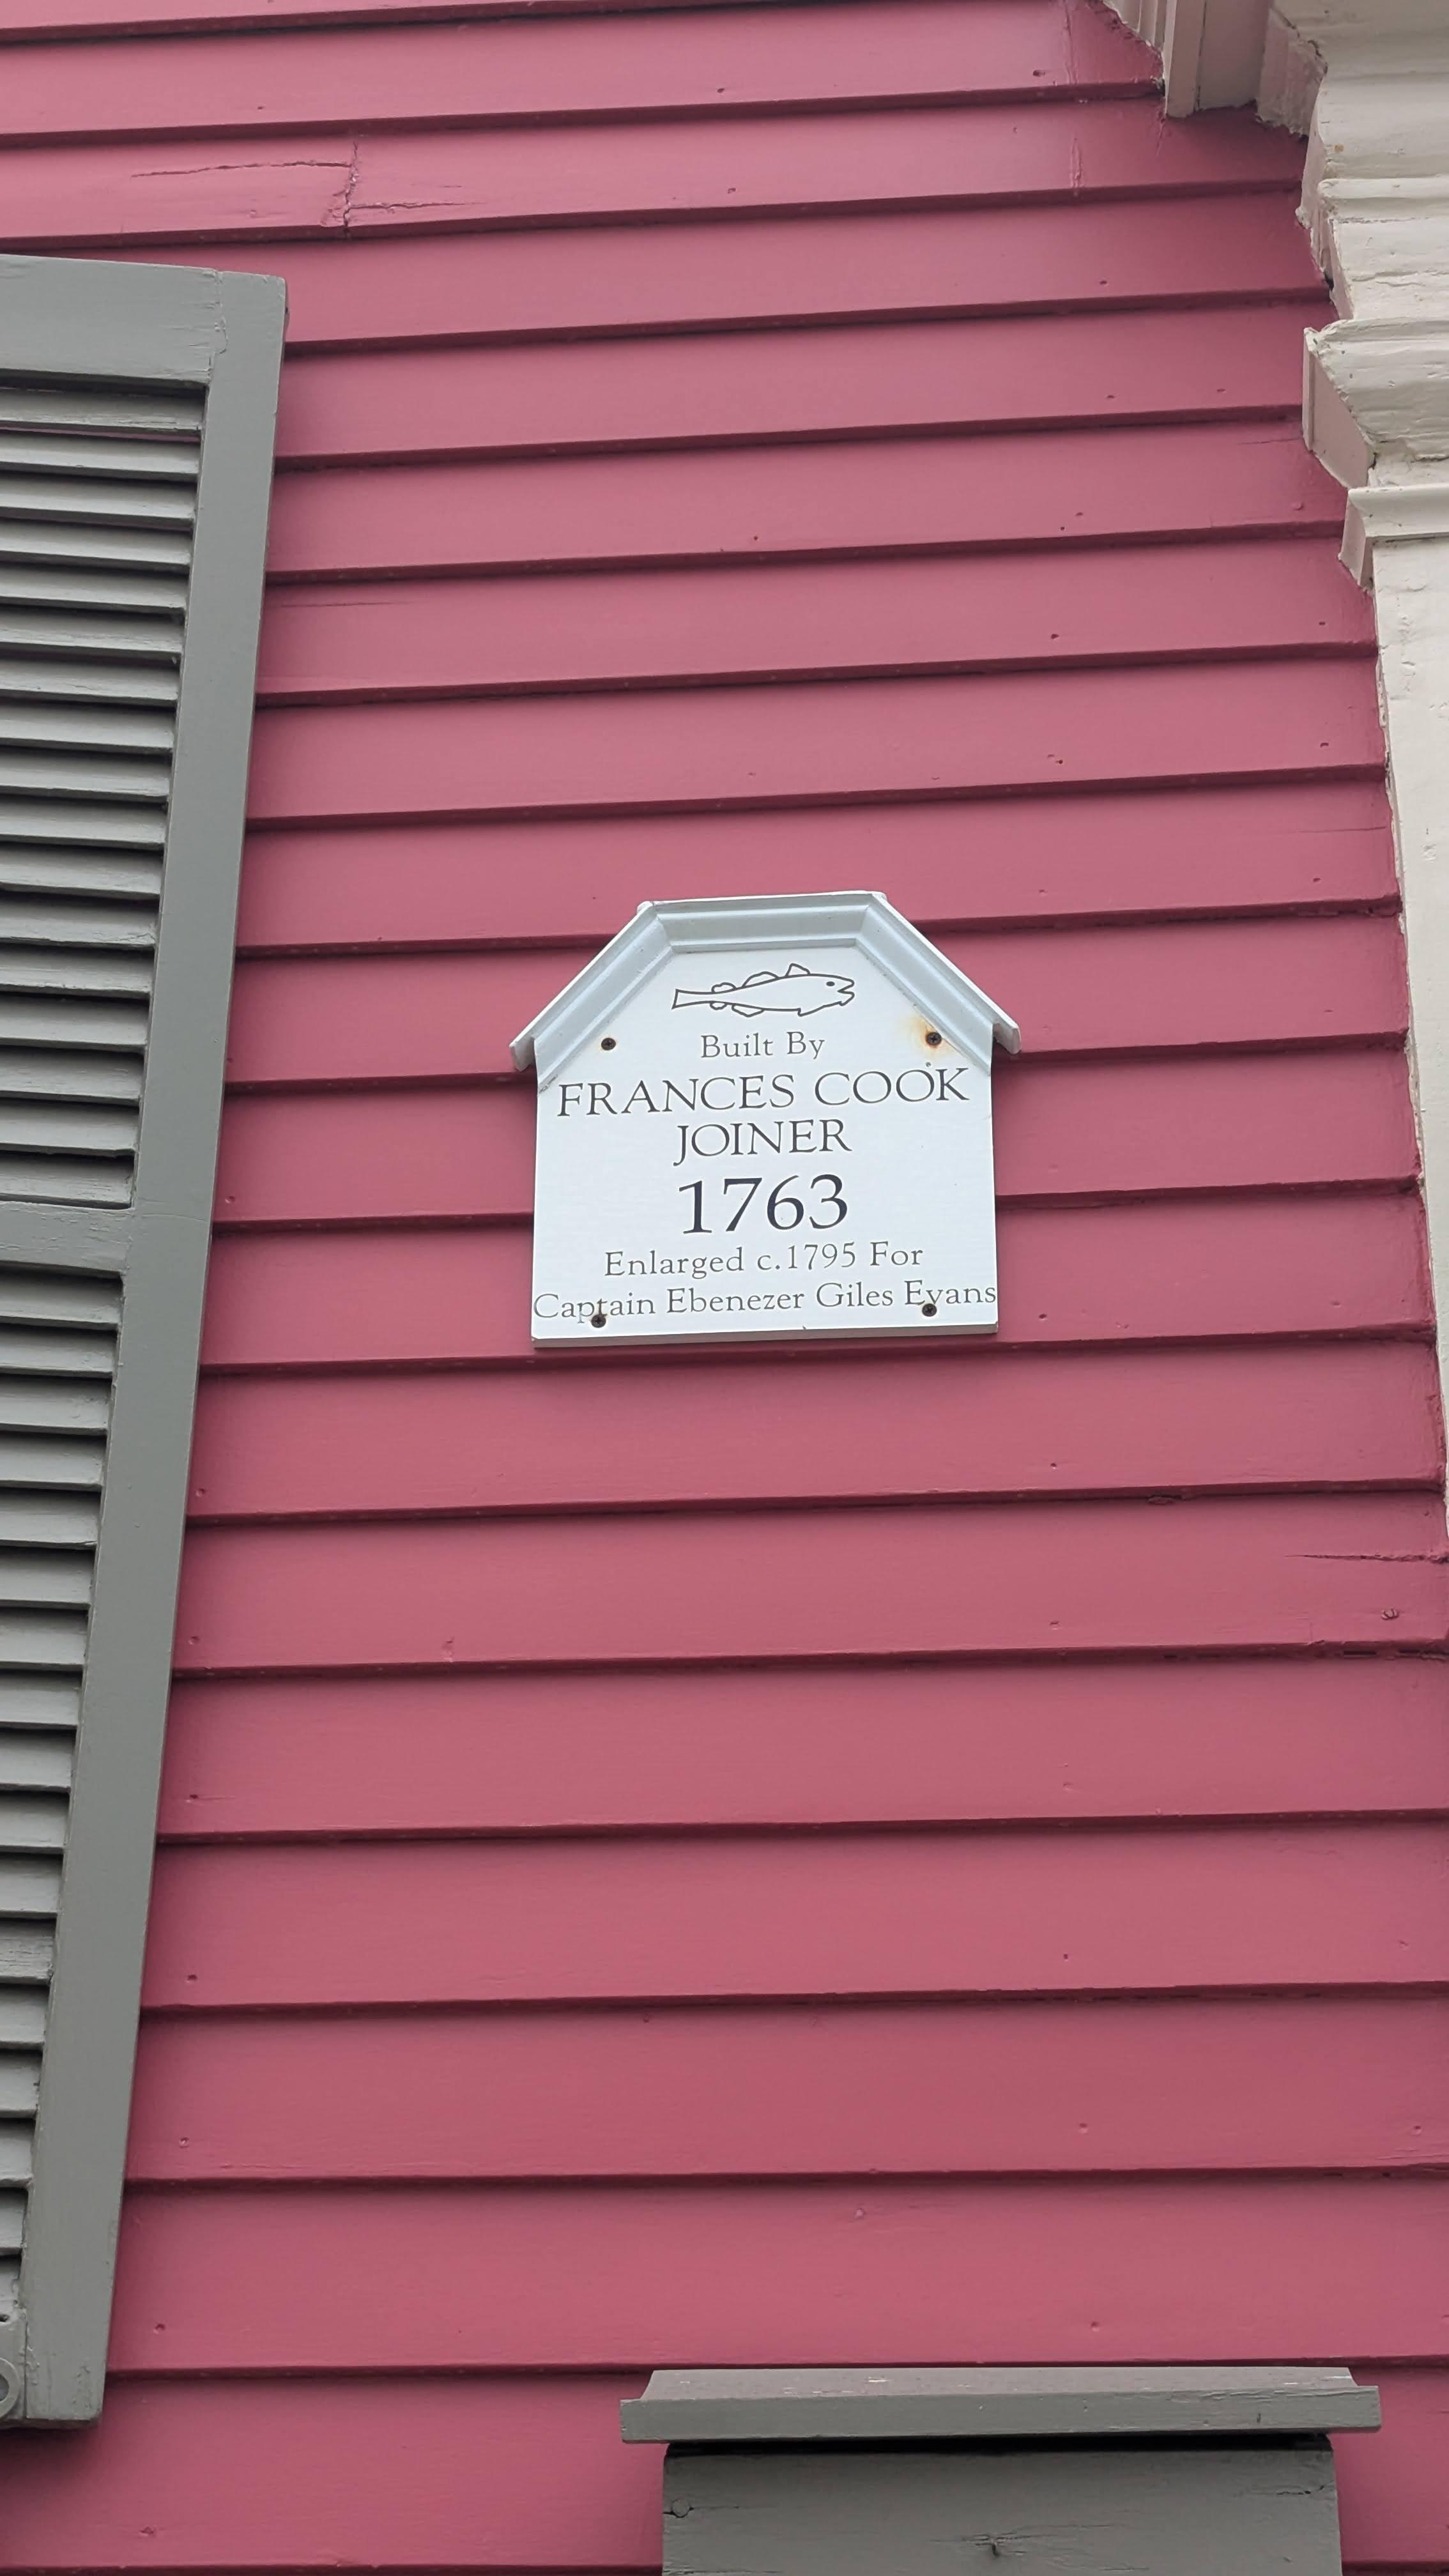 Built By
FRANCES COOK
JOINER
1763
Enlarged c.1795 For
Captain Ebenezer Giles Evans